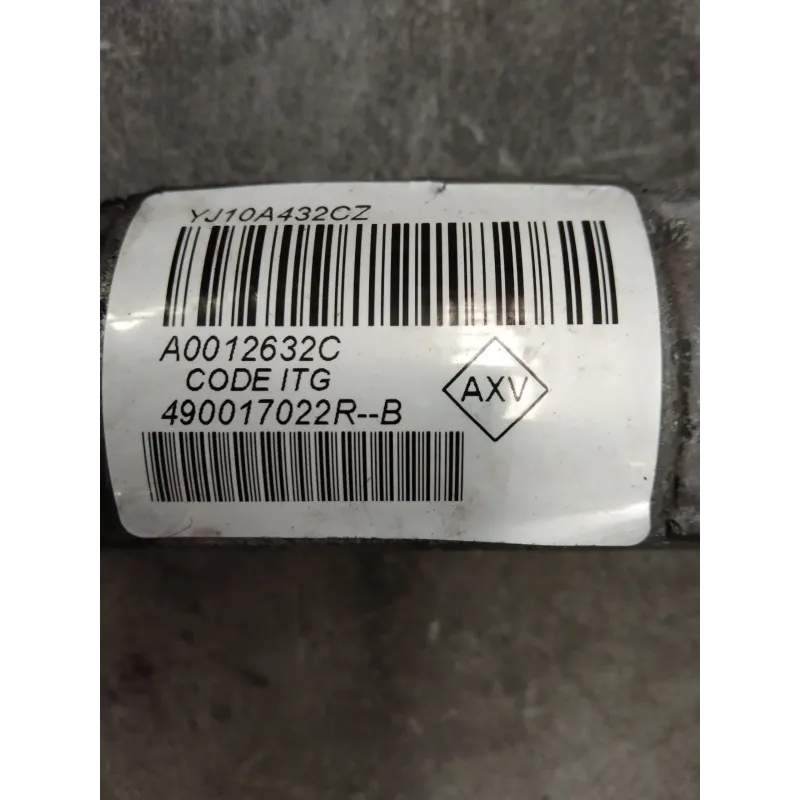 YJ10A432CZ
A0012632C
CODE ITG
AXV
490017022R--B